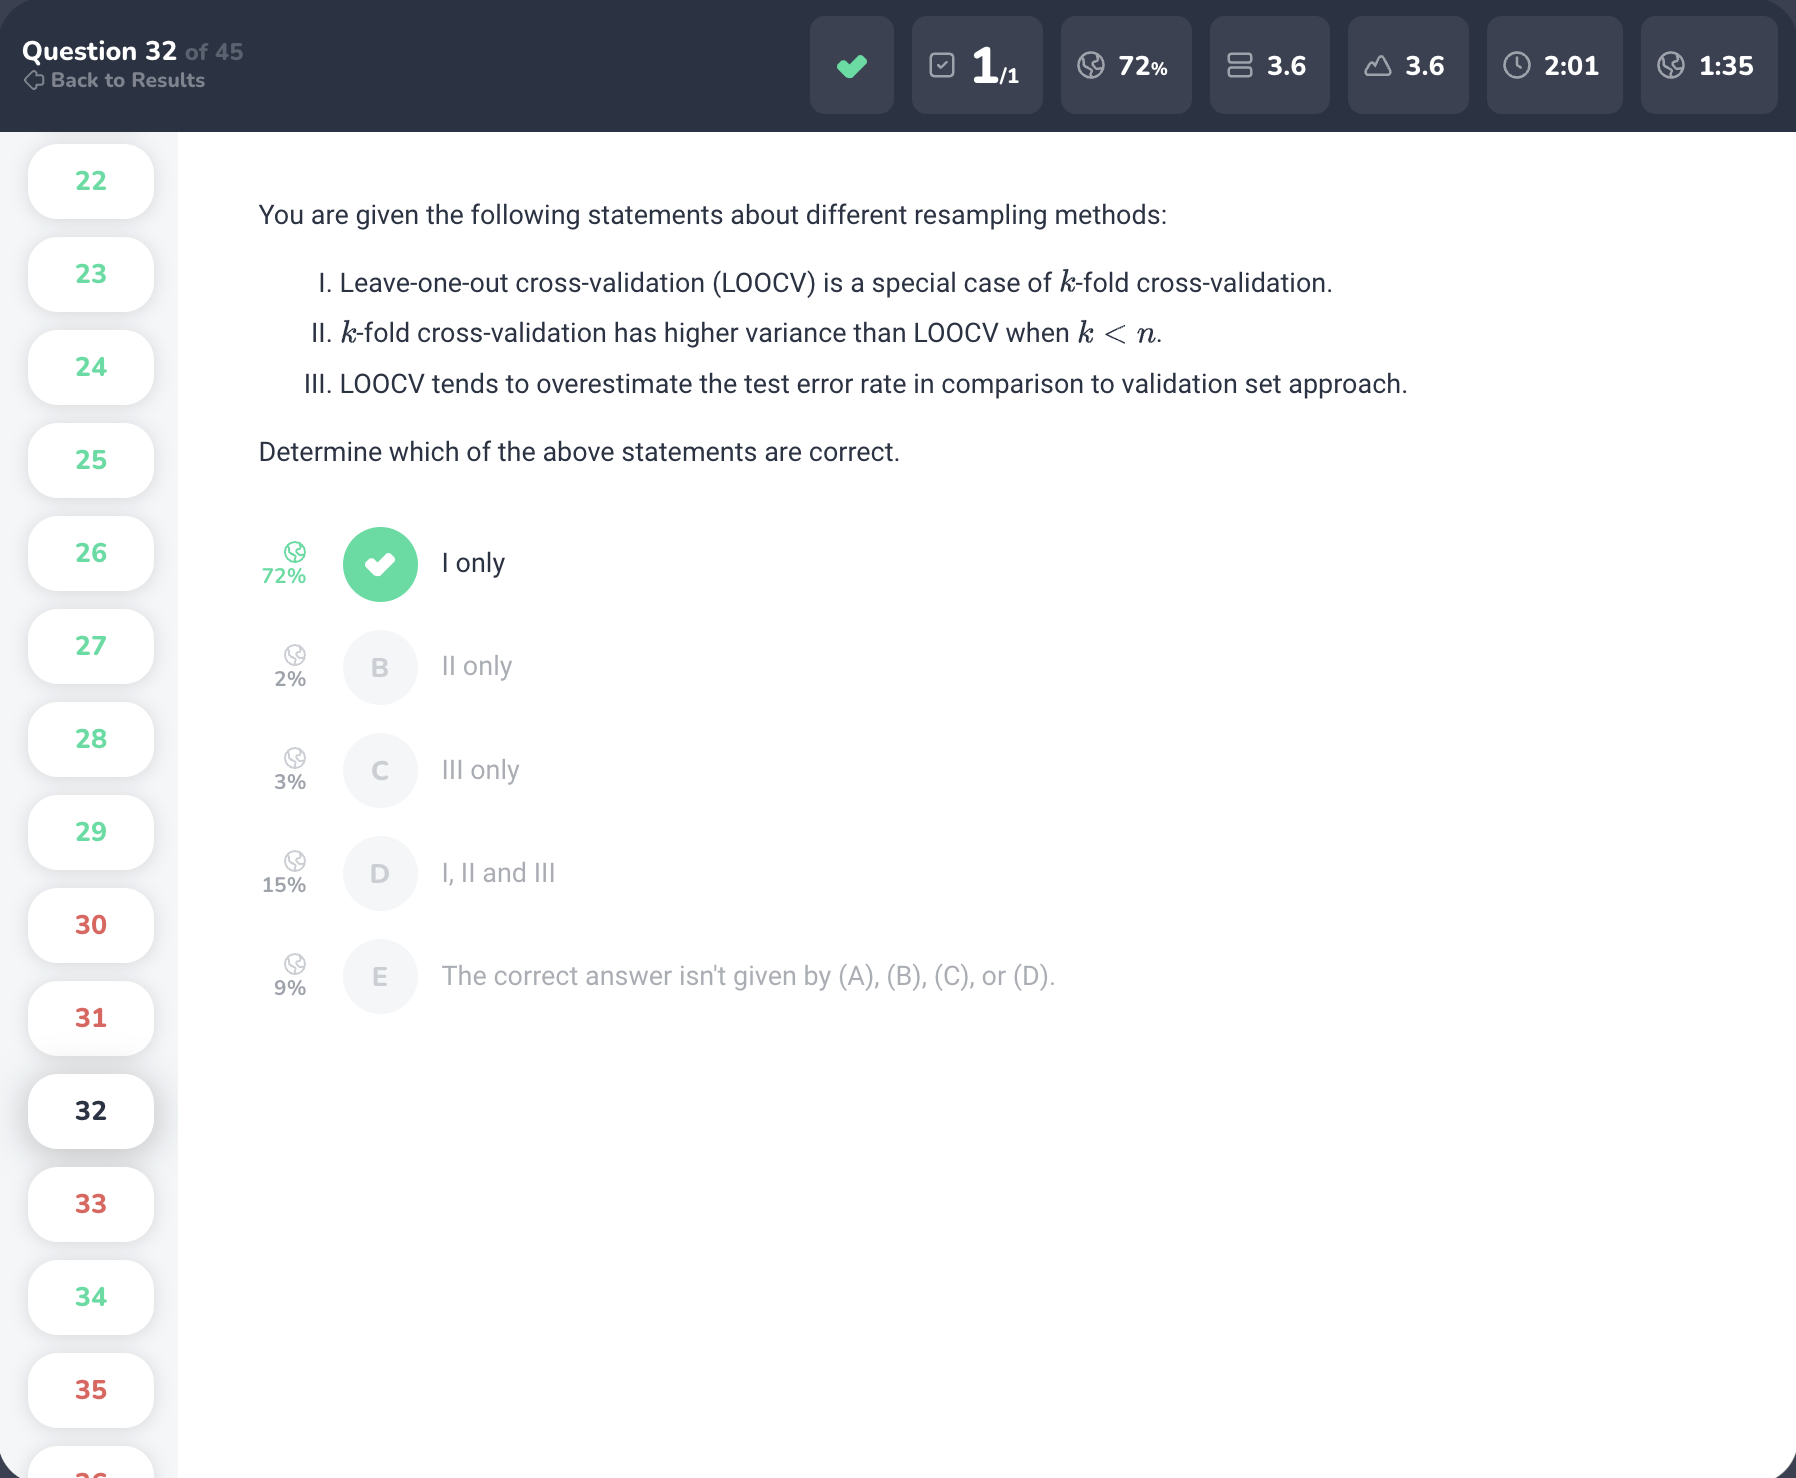 Question 32 of 45
Back to Results
1/1
72%
3.6
3.6
2:01
1:35
22
23
24
25
26
27
28
29
30
31
32
33
34
35
You are given the following statements about different resampling methods:
I. Leave-one-out cross-validation (LOOCV) is a special case of k-fold cross-validation.
II. k-fold cross-validation has higher variance than LOOCV when k < n.
III. LOOCV tends to overestimate the test error rate in comparison to validation set approach.
Determine which of the above statements are correct.
72% I only
2% B II only
3% C III only
15% D I, II and III
9% E The correct answer isn't given by (A), (B), (C), or (D).